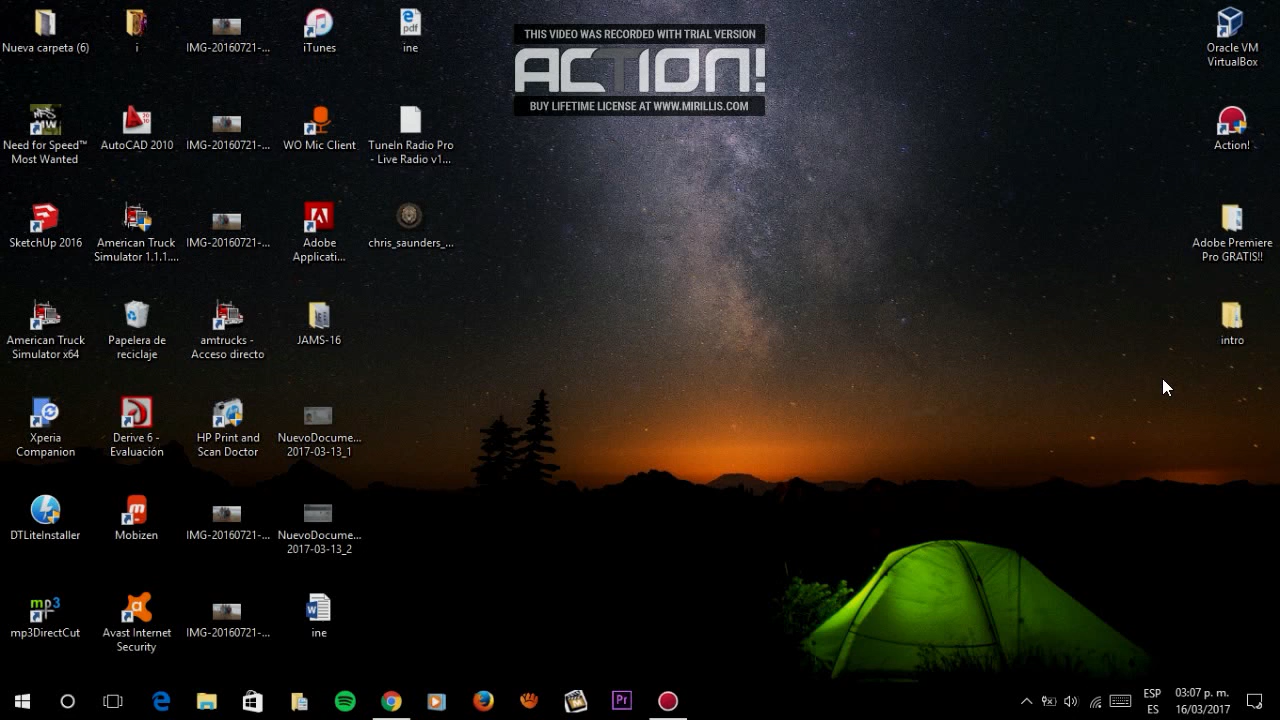 THIS VIDEO WAS RECORDED WITH TRIAL VERSION
ACTION!
BUY LIFETIME LICENSE AT WWW.MIRILLIS.COM
Nueva carpeta (6)
i
IMG-20160721-...
iTunes
pdf
ine
Oracle VM
VirtualBox
Need for Speed™
Most Wanted
AutoCAD 2010
IMG-20160721-...
WO Mic Client
TuneIn Radio Pro
- Live Radio v1...
Action!
SketchUp 2016
American Truck
Simulator 1.1.1....
IMG-20160721-...
Adobe
Applicati...
chris_saunders_...
Adobe Premiere
Pro GRATIS!!
American Truck
Simulator x64
Papelera de
reciclaje
amtrucks -
Acceso directo
JAMS-16
intro
Xperia
Companion
Derive 6 -
Evaluación
HP Print and
Scan Doctor
NuevoDocume...
2017-03-13_1
DTLiteInstaller
Mobizen
IMG-20160721-...
NuevoDocume...
2017-03-13_2
mp3
mp3DirectCut
Avast Internet
Security
IMG-20160721-...
ine
Pr
ESP
ES
03:07 p. m.
16/03/2017